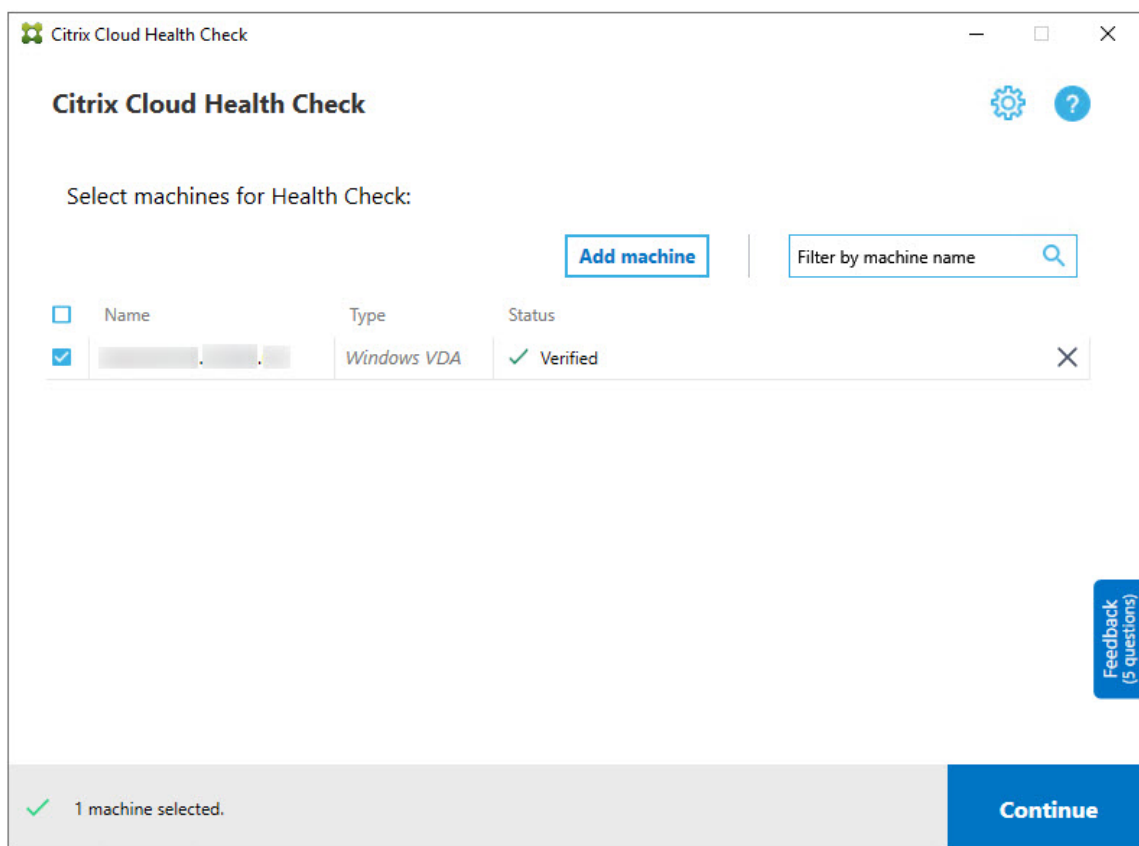 Citrix Cloud Health Check
Citrix Cloud Health Check
?
Select machines for Health Check:
Add machine
Filter by machine name
Name Type Status
Windows VDA Verified
Feedback
(5 questions)
1 machine selected.
Continue